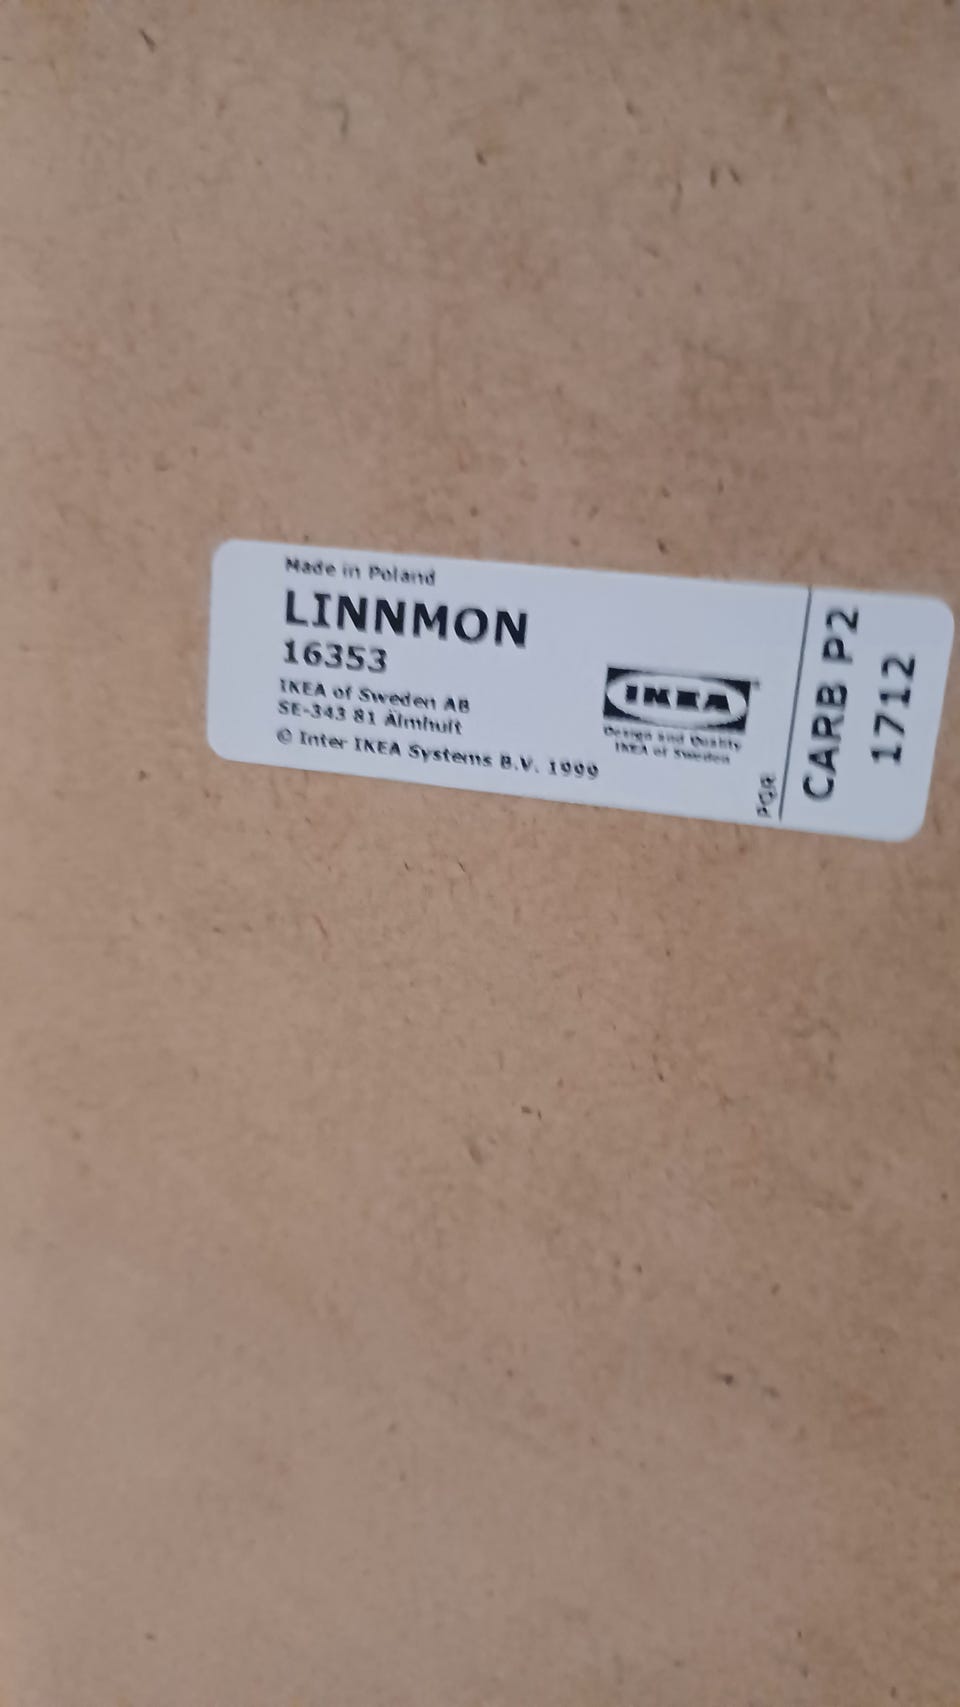 Made in Poland
LINNMON
16353
IKEA of Sweden AB
SE-343 81 Älmhult
© Inter IKEA Systems B.V. 1999
IKEA
Design and Quality
IKEA of Sweden
PQR
CARB P2
1712